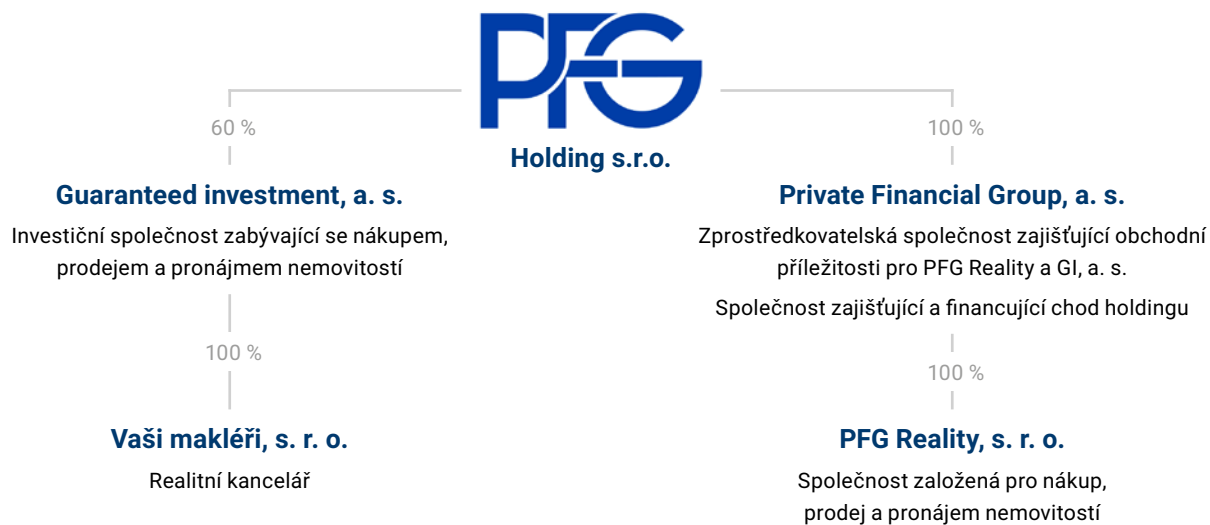 PFG
Holding s.r.o.
60 %
Guaranteed investment, a. s.
Investiční společnost zabývající se nákupem,
prodejem a pronájmem nemovitostí
100 %
Vaši makléři, s. r. o.
Realitní kancelář
100 %
Private Financial Group, a. s.
Zprostředkovatelská společnost zajišťující obchodní
příležitosti pro PFG Reality a GI, a. s.
Společnost zajišťující a financující chod holdingu
100 %
PFG Reality, s. r. o.
Společnost založená pro nákup,
prodej a pronájem nemovitostí